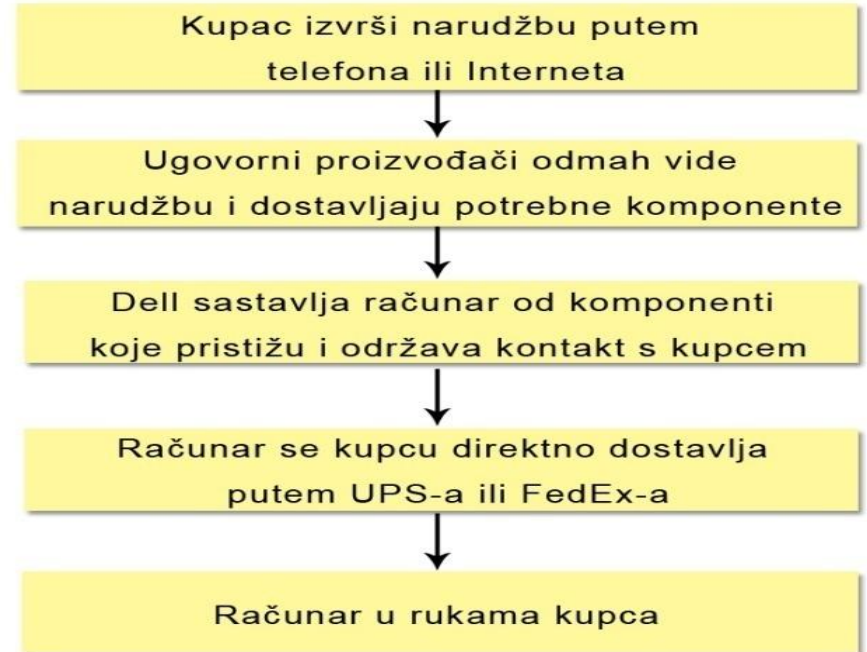 Kupac izvrši narudžbu putem
telefona ili Interneta
Ugovorni proizvođači odmah vide
narudžbu i dostavljaju potrebne komponente
Dell sastavlja računar od komponenti
koje pristižu i održava kontakt s kupcem
Računar se kupcu direktno dostavlja
putem UPS-a ili FedEx-a
Računar u rukama kupca